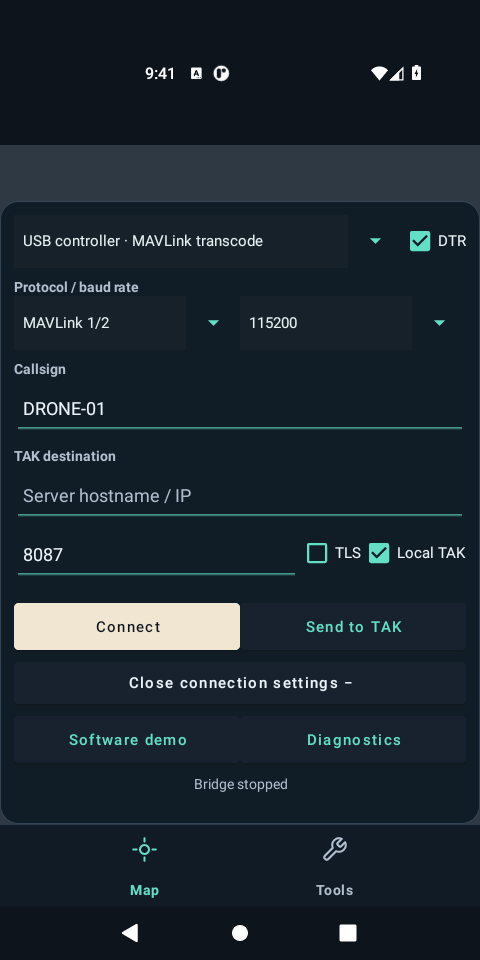 9:41
USB controller · MAVLink transcode
DTR
Protocol / baud rate
MAVLink 1/2
115200
Callsign
DRONE-01
TAK destination
Server hostname / IP
8087
TLS
Local TAK
Connect
Send to TAK
Close connection settings −
Software demo
Diagnostics
Bridge stopped
Map
Tools